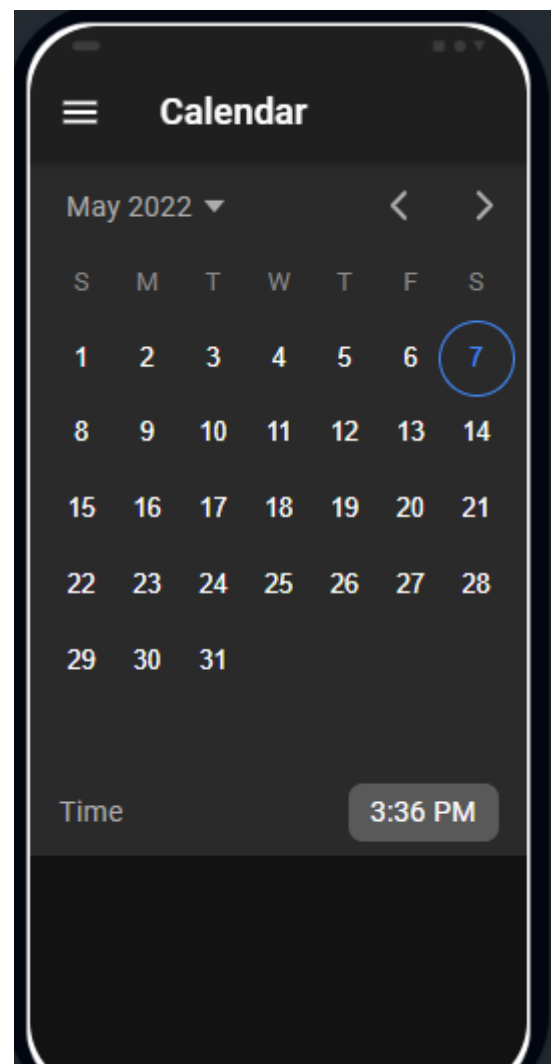 Calendar
May 2022
S M T W T F S
1 2 3 4 5 6 7
8 9 10 11 12 13 14
15 16 17 18 19 20 21
22 23 24 25 26 27 28
29 30 31
Time 3:36 PM